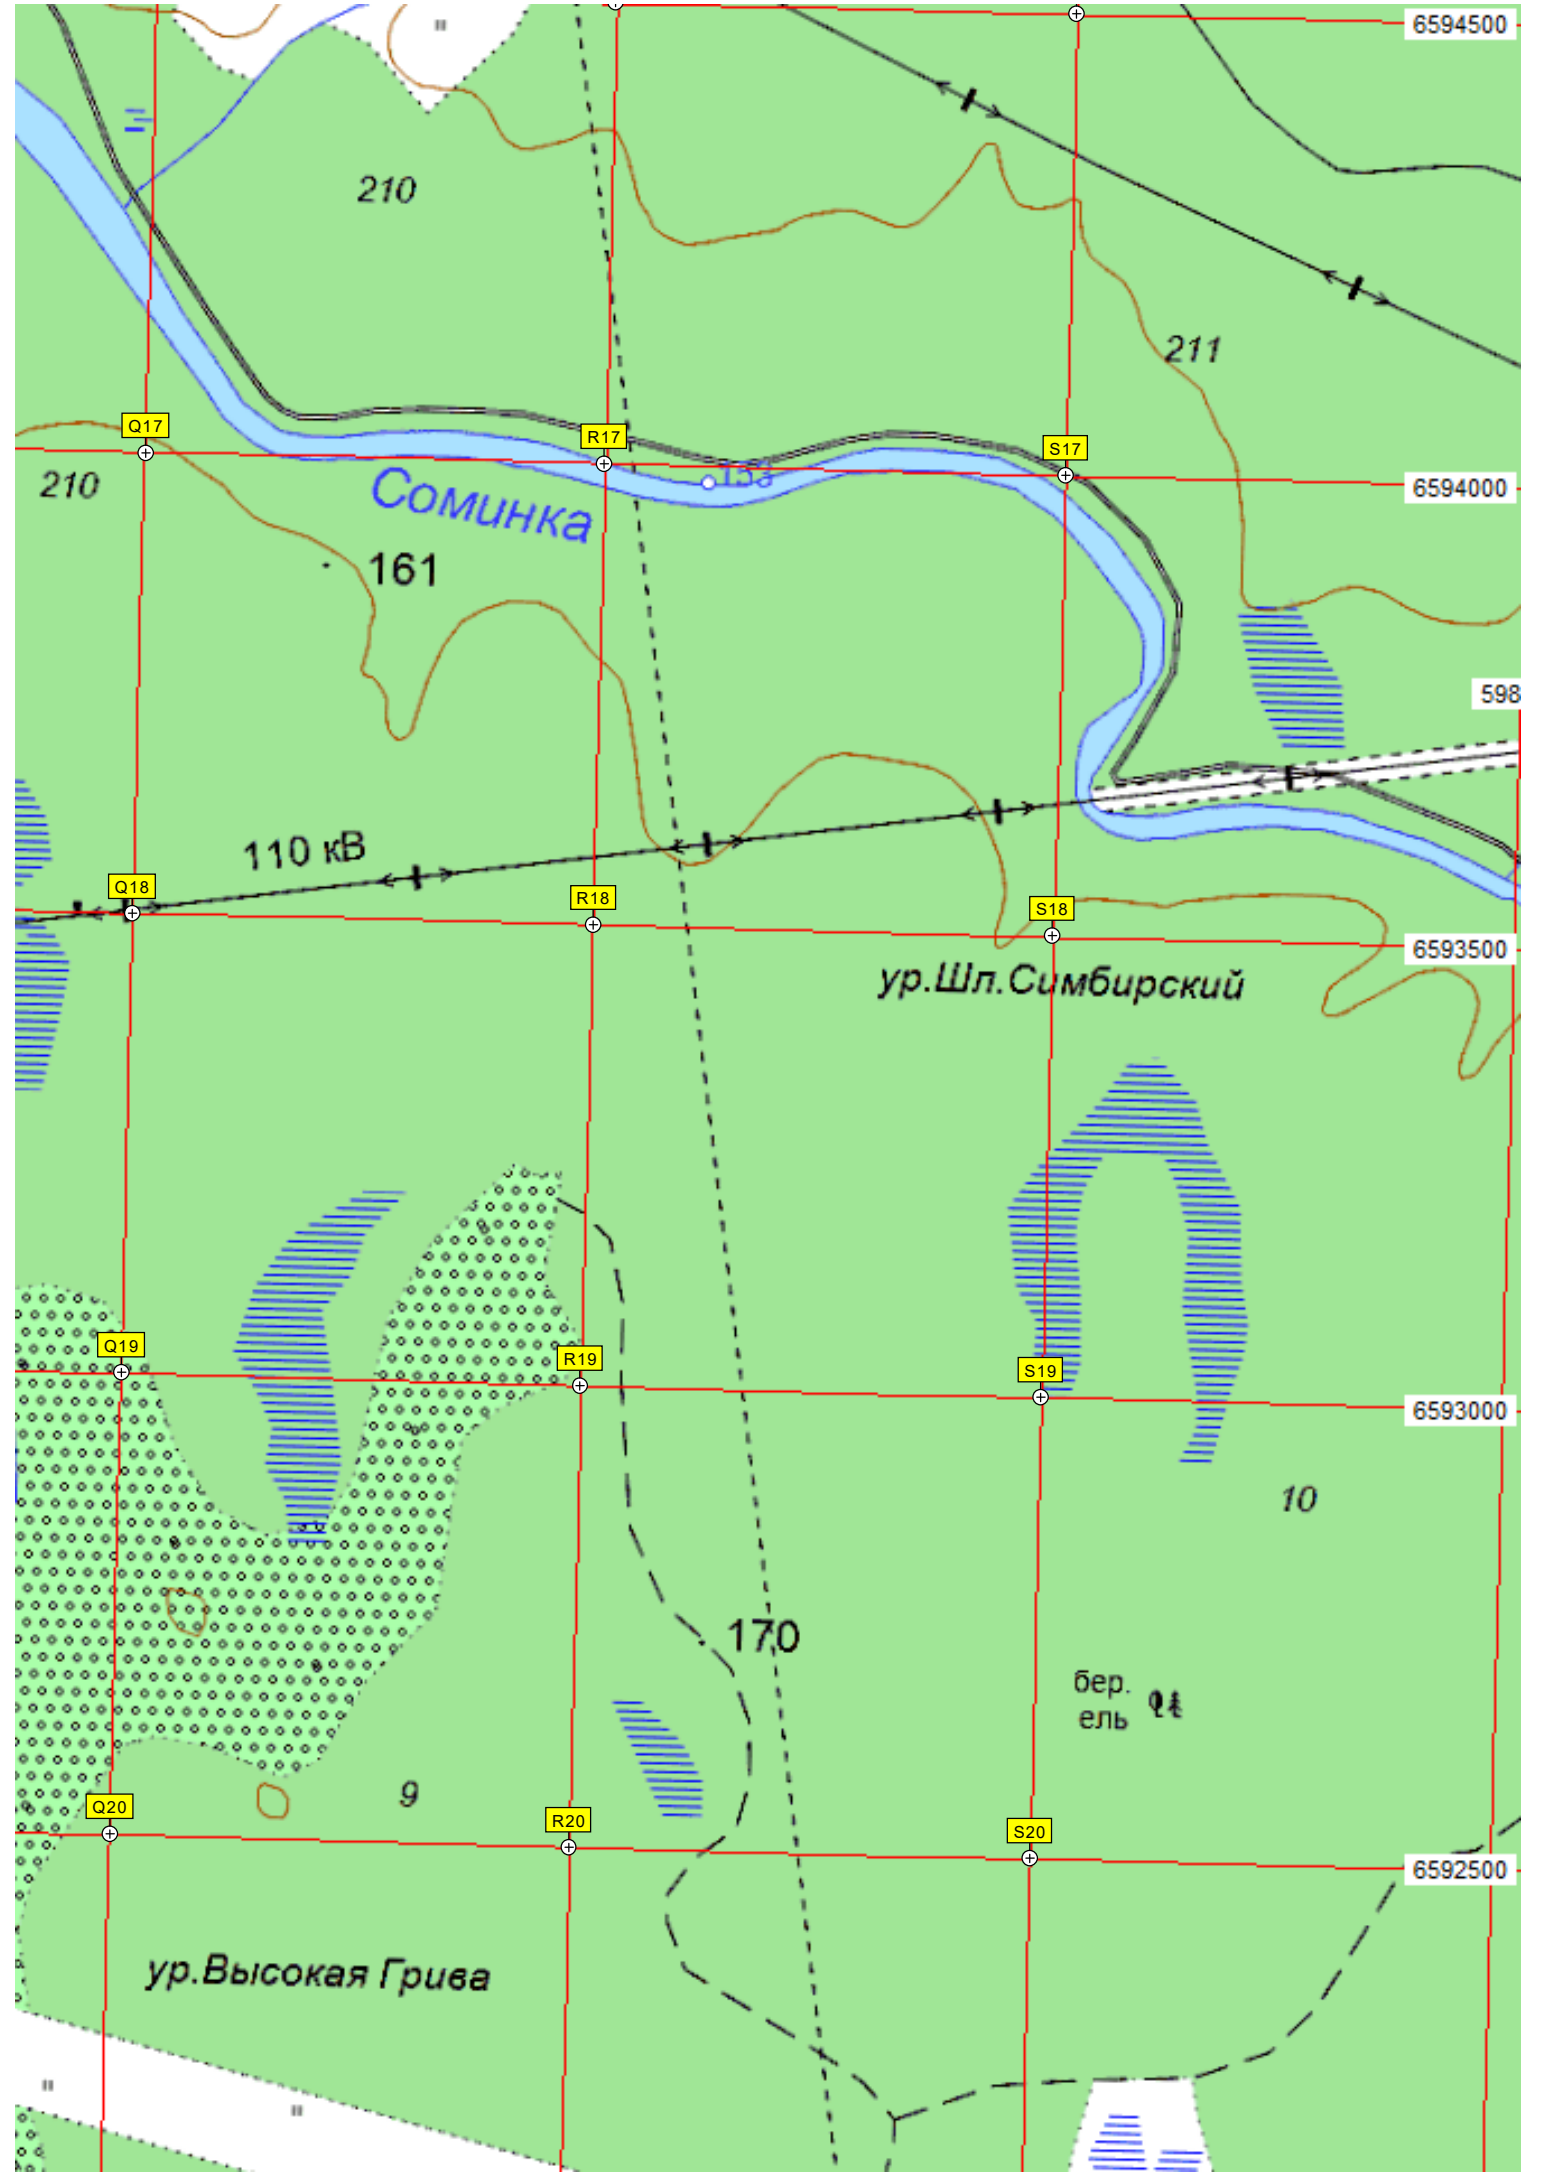 6594500
210
211
Q17
R17
S17
153
210
6594000
Соминка
161
598
110 кВ
Q18
R18
S18
6593500
ур.Шл.Симбирский
Q19
R19
S19
6593000
10
170
бер.
ель
9
Q20
R20
S20
6592500
ур.Высокая Грива